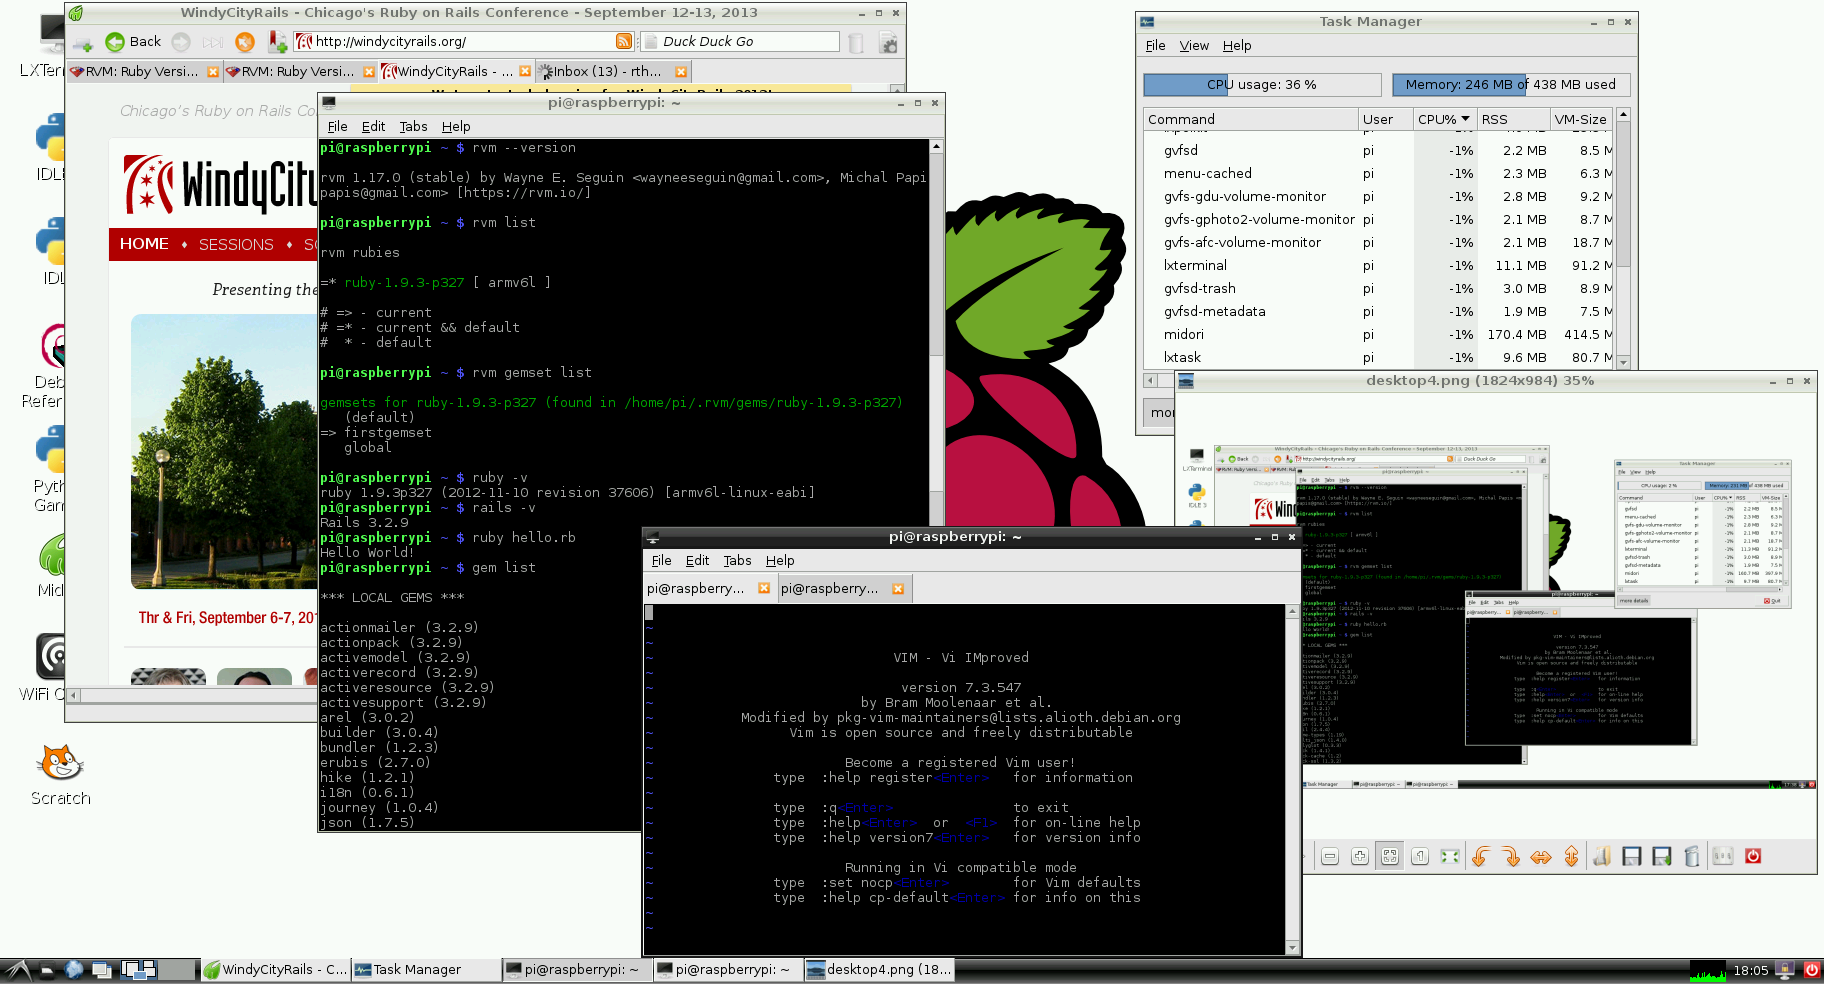 WindyCityRails - Chicago's Ruby on Rails Conference - September 12-13, 2013
Back
http://windycityrails.org/
Duck Duck Go
RVM: Ruby Versi...
RVM: Ruby Versi...
WindyCityRails - ...
Inbox (13) - rth...
Chicago's Ruby on Rails Co
WindyCity
HOME ♦ SESSIONS ♦
Presenting the
Thr & Fri, September 6-7, 201
LXTer
IDLE
IDL
Deb
Refer
Pyth
Gam
Mid
WiFi C
Scratch
pi@raspberrypi: ~
File Edit Tabs Help
pi@raspberrypi ~ $ rvm --version
rvm 1.17.0 (stable) by Wayne E. Seguin <wayneeseguin@gmail.com>, Michal Papi
papis@gmail.com> [https://rvm.io/]
pi@raspberrypi ~ $ rvm list
rvm rubies
=* ruby-1.9.3-p327 [ armv6l ]
# => - current
# =* - current && default
#  * - default
pi@raspberrypi ~ $ rvm gemset list
gemsets for ruby-1.9.3-p327 (found in /home/pi/.rvm/gems/ruby-1.9.3-p327)
(default)
=> firstgemset
global
pi@raspberrypi ~ $ ruby -v
ruby 1.9.3p327 (2012-11-10 revision 37606) [armv6l-linux-eabi]
pi@raspberrypi ~ $ rails -v
Rails 3.2.9
pi@raspberrypi ~ $ ruby hello.rb
Hello World!
pi@raspberrypi ~ $ gem list
*** LOCAL GEMS ***
actionmailer (3.2.9)
actionpack (3.2.9)
activemodel (3.2.9)
activerecord (3.2.9)
activeresource (3.2.9)
activesupport (3.2.9)
arel (3.0.2)
builder (3.0.4)
bundler (1.2.3)
erubis (2.7.0)
hike (1.2.1)
i18n (0.6.1)
journey (1.0.4)
json (1.7.5)
pi@raspberrypi: ~
File Edit Tabs Help
pi@raspberry...
pi@raspberry...
~
~
~ VIM - Vi IMproved
~
~ version 7.3.547
~ by Bram Moolenaar et al.
~ Modified by pkg-vim-maintainers@lists.alioth.debian.org
~ Vim is open source and freely distributable
~
~ Become a registered Vim user!
~ type :help register<Enter> for information
~
~ type :q<Enter> to exit
~ type :help<Enter> or <F1> for on-line help
~ type :help version7<Enter> for version info
~
~ Running in Vi compatible mode
~ type :set nocp<Enter> for Vim defaults
~ type :help cp-default<Enter> for info on this
~
~
Task Manager
File View Help
CPU usage: 36 %
Memory: 246 MB of 438 MB used
Command User CPU% RSS VM-Size
gvfsd pi -1% 2.2 MB 8.5 M
menu-cached pi -1% 2.3 MB 6.3 M
gvfs-gdu-volume-monitor pi -1% 2.8 MB 9.2 M
gvfs-gphoto2-volume-monitor pi -1% 2.1 MB 8.7 M
gvfs-afc-volume-monitor pi -1% 2.1 MB 18.7 M
lxterminal pi -1% 11.1 MB 91.2 M
gvfsd-trash pi -1% 3.0 MB 8.9 M
gvfsd-metadata pi -1% 1.9 MB 7.5 M
midori pi -1% 170.4 MB 414.5 M
lxtask pi -1% 9.6 MB 80.7 M
mo
desktop4.png (1824x984) 35%
WindyCityRails - C...
Task Manager
pi@raspberrypi: ~
pi@raspberrypi: ~
desktop4.png (18...
18:05